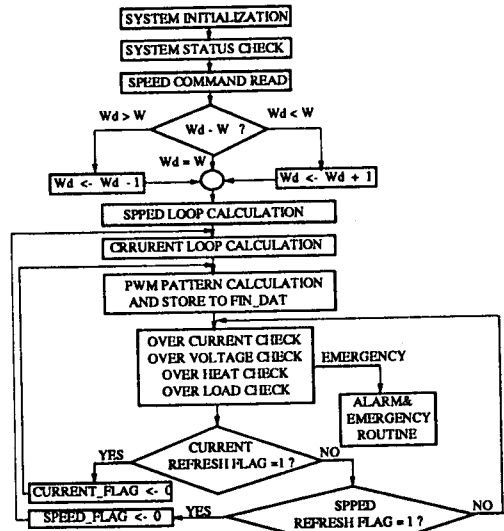 SYSTEM INITIALIZATION
SYSTEM STATUS CHECK
SPEED COMMAND READ
Wd > W
Wd - W ?
Wd < W
Wd = W
Wd <- Wd -1
Wd <- Wd + 1
SPPED LOOP CALCULATION
CRRURENT LOOP CALCULATION
PWM PATTERN CALCULATION
AND STORE TO FIN_DAT
OVER CURRENT CHECK
OVER VOLTAGE CHECK
OVER HEAT CHECK
OVER LOAD CHECK
EMERGENCY
ALARM&
EMERGENCY
ROUTINE
YES
CURRENT
REFRESH FLAG =1 ?
NO
CURRENT_FLAG <- 0
SPEED_FLAG <- 0
YES
SPPED
REFRESH FLAG = 1 ?
NO